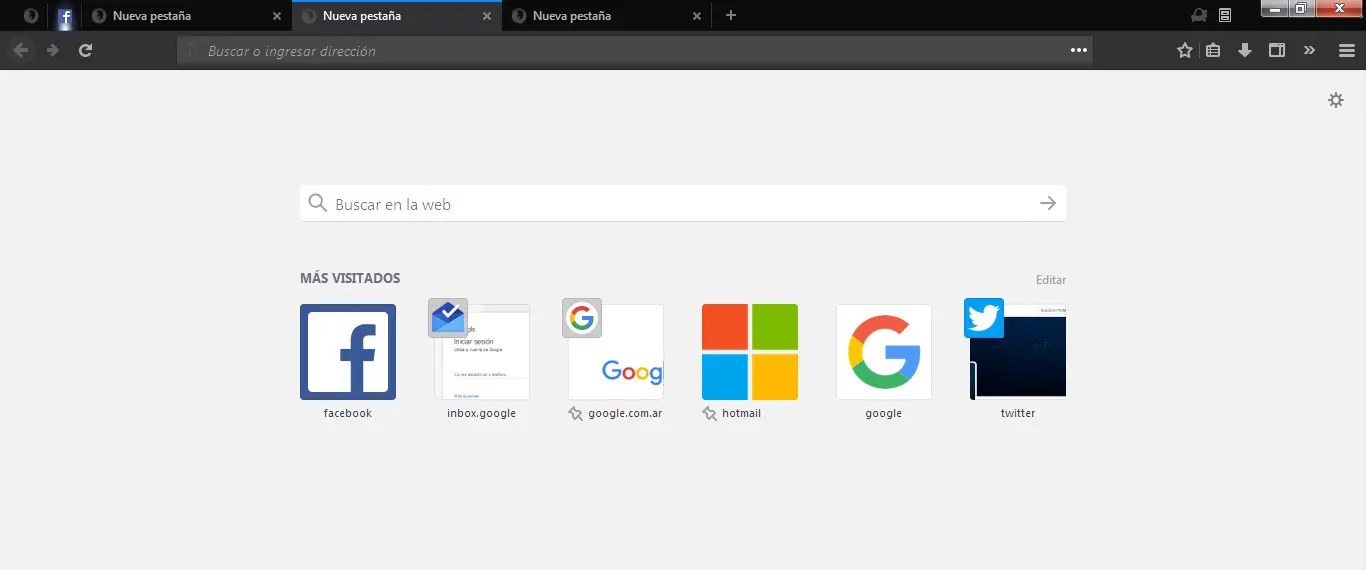 Nueva pestaña
Nueva pestaña
Nueva pestaña
Buscar o ingresar dirección
Buscar en la web
MÁS VISITADOS
Editar
Iniciar sesión
Goog
facebook
inbox.google
google.com.ar
hotmail
google
twitter